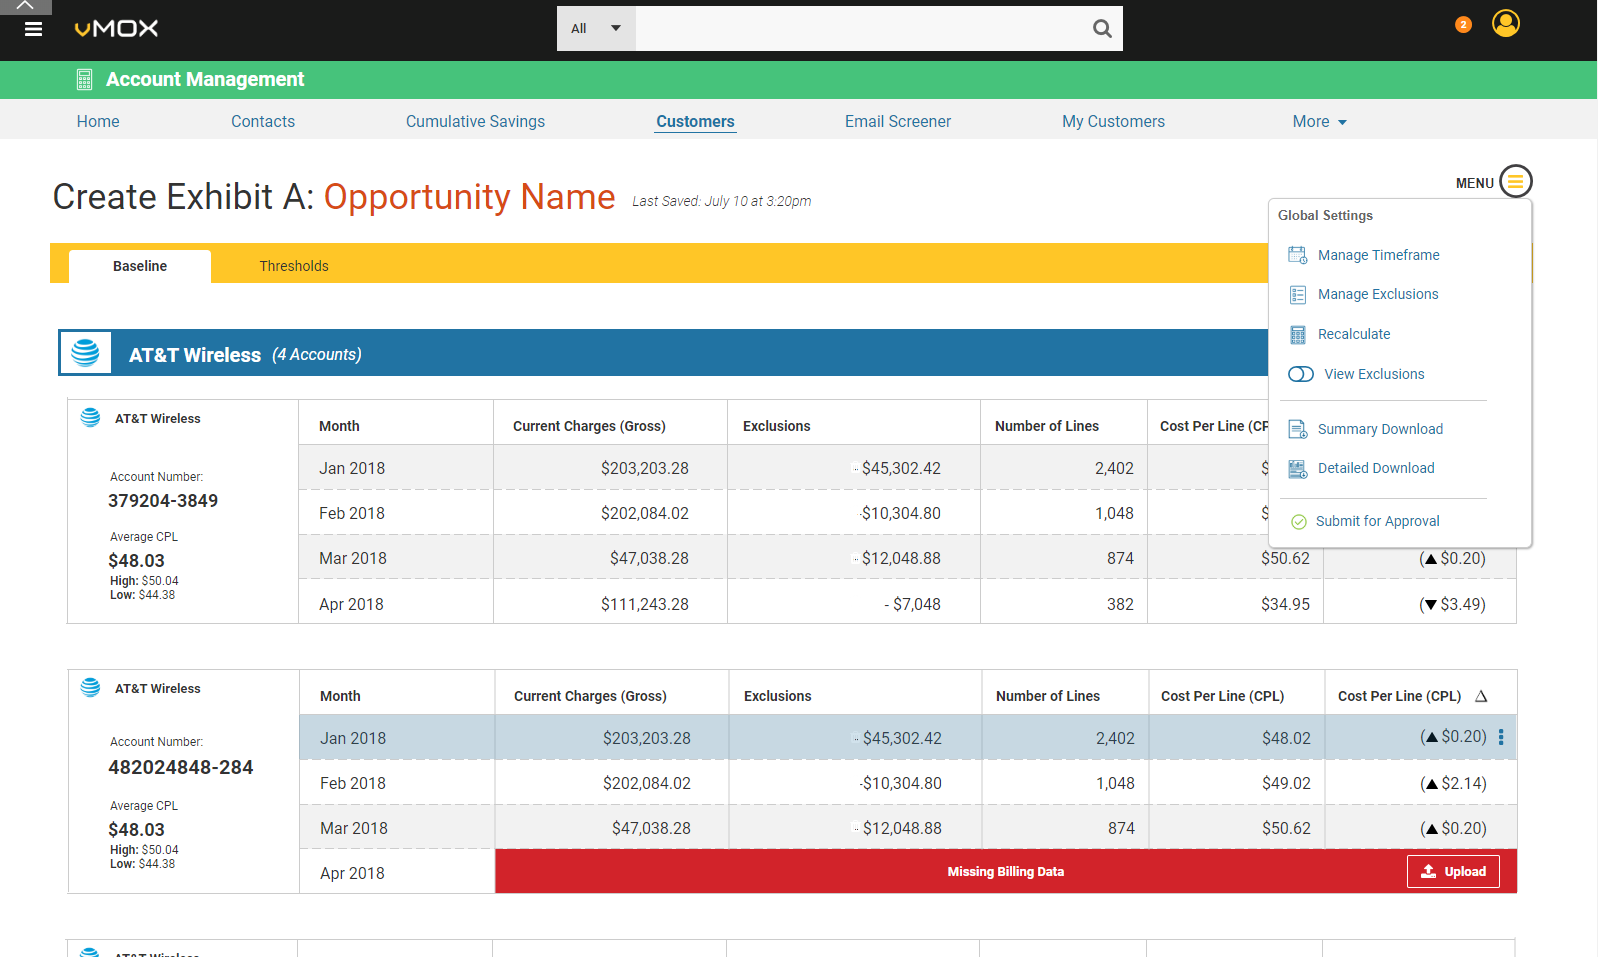 vMOX
All
2
Account Management
Home
Contacts
Cumulative Savings
Customers
Email Screener
My Customers
More
Create Exhibit A: Opportunity Name
Last Saved: July 10 at 3:20pm
MENU
Global Settings
Manage Timeframe
Manage Exclusions
Recalculate
View Exclusions
Summary Download
Detailed Download
Submit for Approval
Baseline
Thresholds
AT&T Wireless (4 Accounts)
AT&T Wireless
Account Number:
379204-3849
Average CPL
$48.03
High: $50.04
Low: $44.38
Month Current Charges (Gross) Exclusions Number of Lines Cost Per Line (CP
Jan 2018 $203,203.28 - $45,302.42 2,402 $
Feb 2018 $202,084.02 -$10,304.80 1,048 $
Mar 2018 $47,038.28 - $12,048.88 874 $50.62 (▲ $0.20)
Apr 2018 $111,243.28 - $7,048 382 $34.95 (▼ $3.49)
AT&T Wireless
Account Number:
482024848-284
Average CPL
$48.03
High: $50.04
Low: $44.38
Month Current Charges (Gross) Exclusions Number of Lines Cost Per Line (CPL) Cost Per Line (CPL) △
Jan 2018 $203,203.28 - $45,302.42 2,402 $48.02 (▲ $0.20)
Feb 2018 $202,084.02 -$10,304.80 1,048 $49.02 (▲ $2.14)
Mar 2018 $47,038.28 - $12,048.88 874 $50.62 (▲ $0.20)
Apr 2018 Missing Billing Data Upload
AT&T Wireless